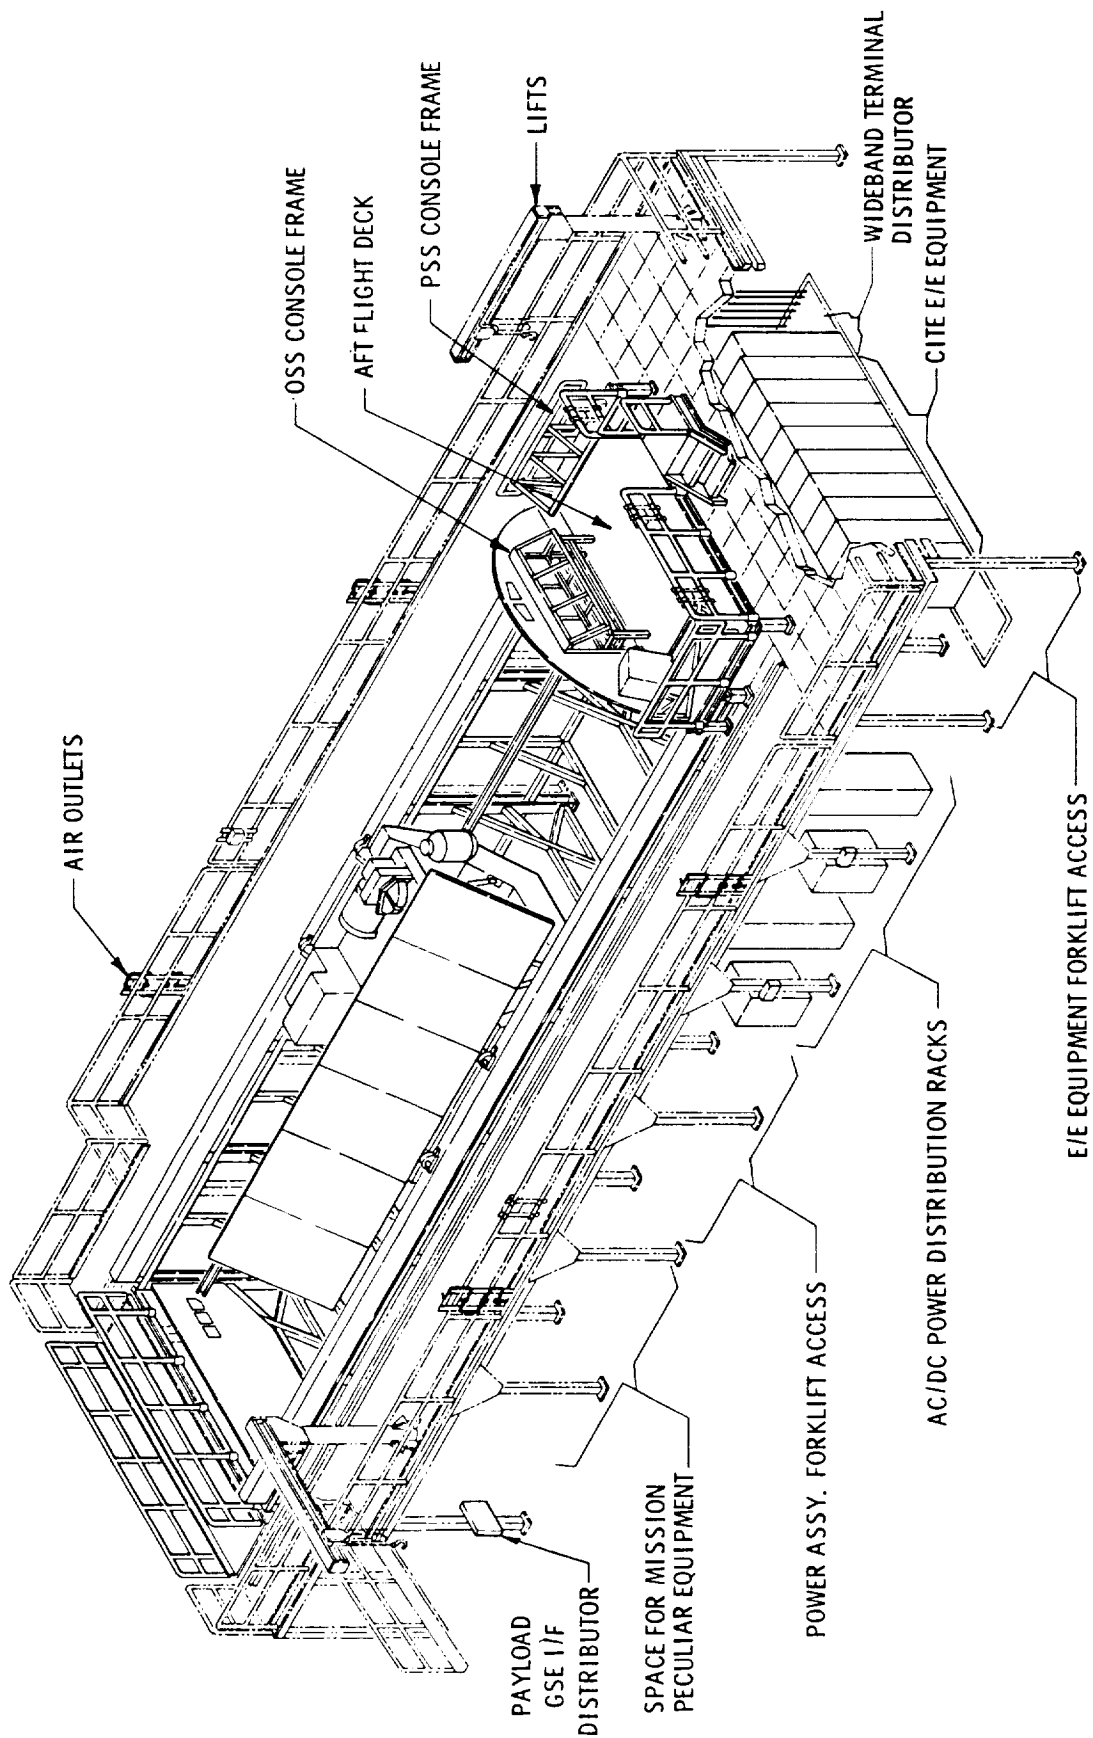 AIR OUTLETS
OSS CONSOLE FRAME
AFT FLIGHT DECK
PSS CONSOLE FRAME
LIFTS
WIDEBAND TERMINAL
DISTRIBUTOR
CITE E/E EQUIPMENT
PAYLOAD
GSE I/F
DISTRIBUTOR
SPACE FOR MISSION
PECULIAR EQUIPMENT
POWER ASSY. FORKLIFT ACCESS
AC/DC POWER DISTRIBUTION RACKS
E/E EQUIPMENT FORKLIFT ACCESS